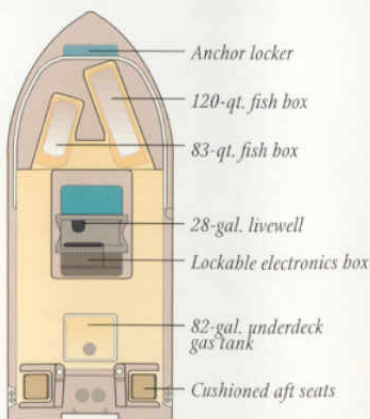 Anchor locker
120-qt. fish box
83-qt. fish box
28-gal. livewell
Lockable electronics box
82-gal. underdeck
gas tank
Cushioned aft seats